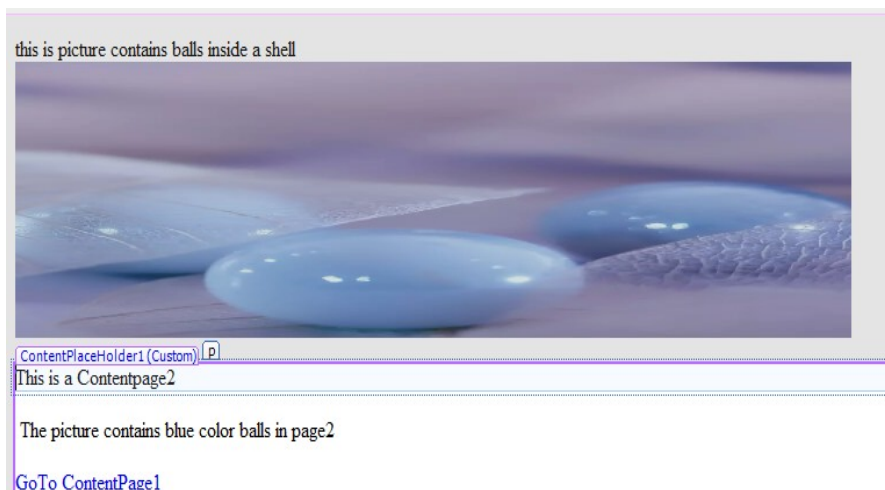 this is picture contains balls inside a shell
ContentPlaceHolder1 (Custom)
p
This is a Contentpage2
The picture contains blue color balls in page2
GoTo ContentPage1